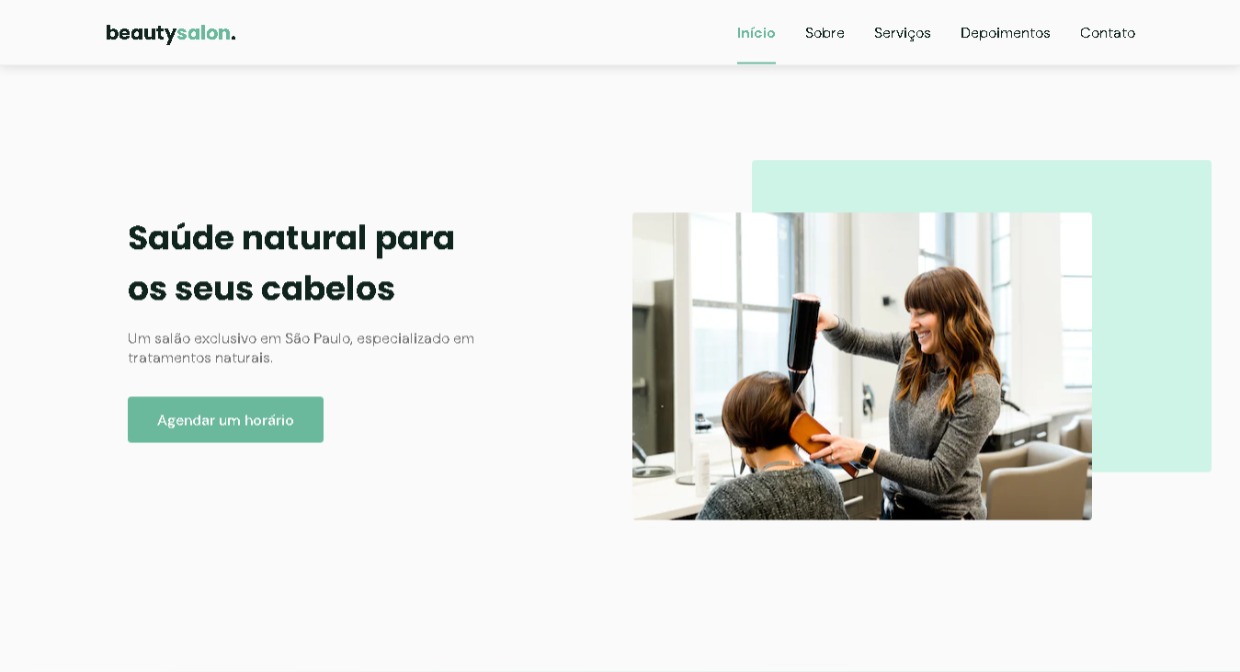 beautysalon.
Início Sobre Serviços Depoimentos Contato
Saúde natural para
os seus cabelos
Um salão exclusivo em São Paulo, especializado em
tratamentos naturais.
Agendar um horário